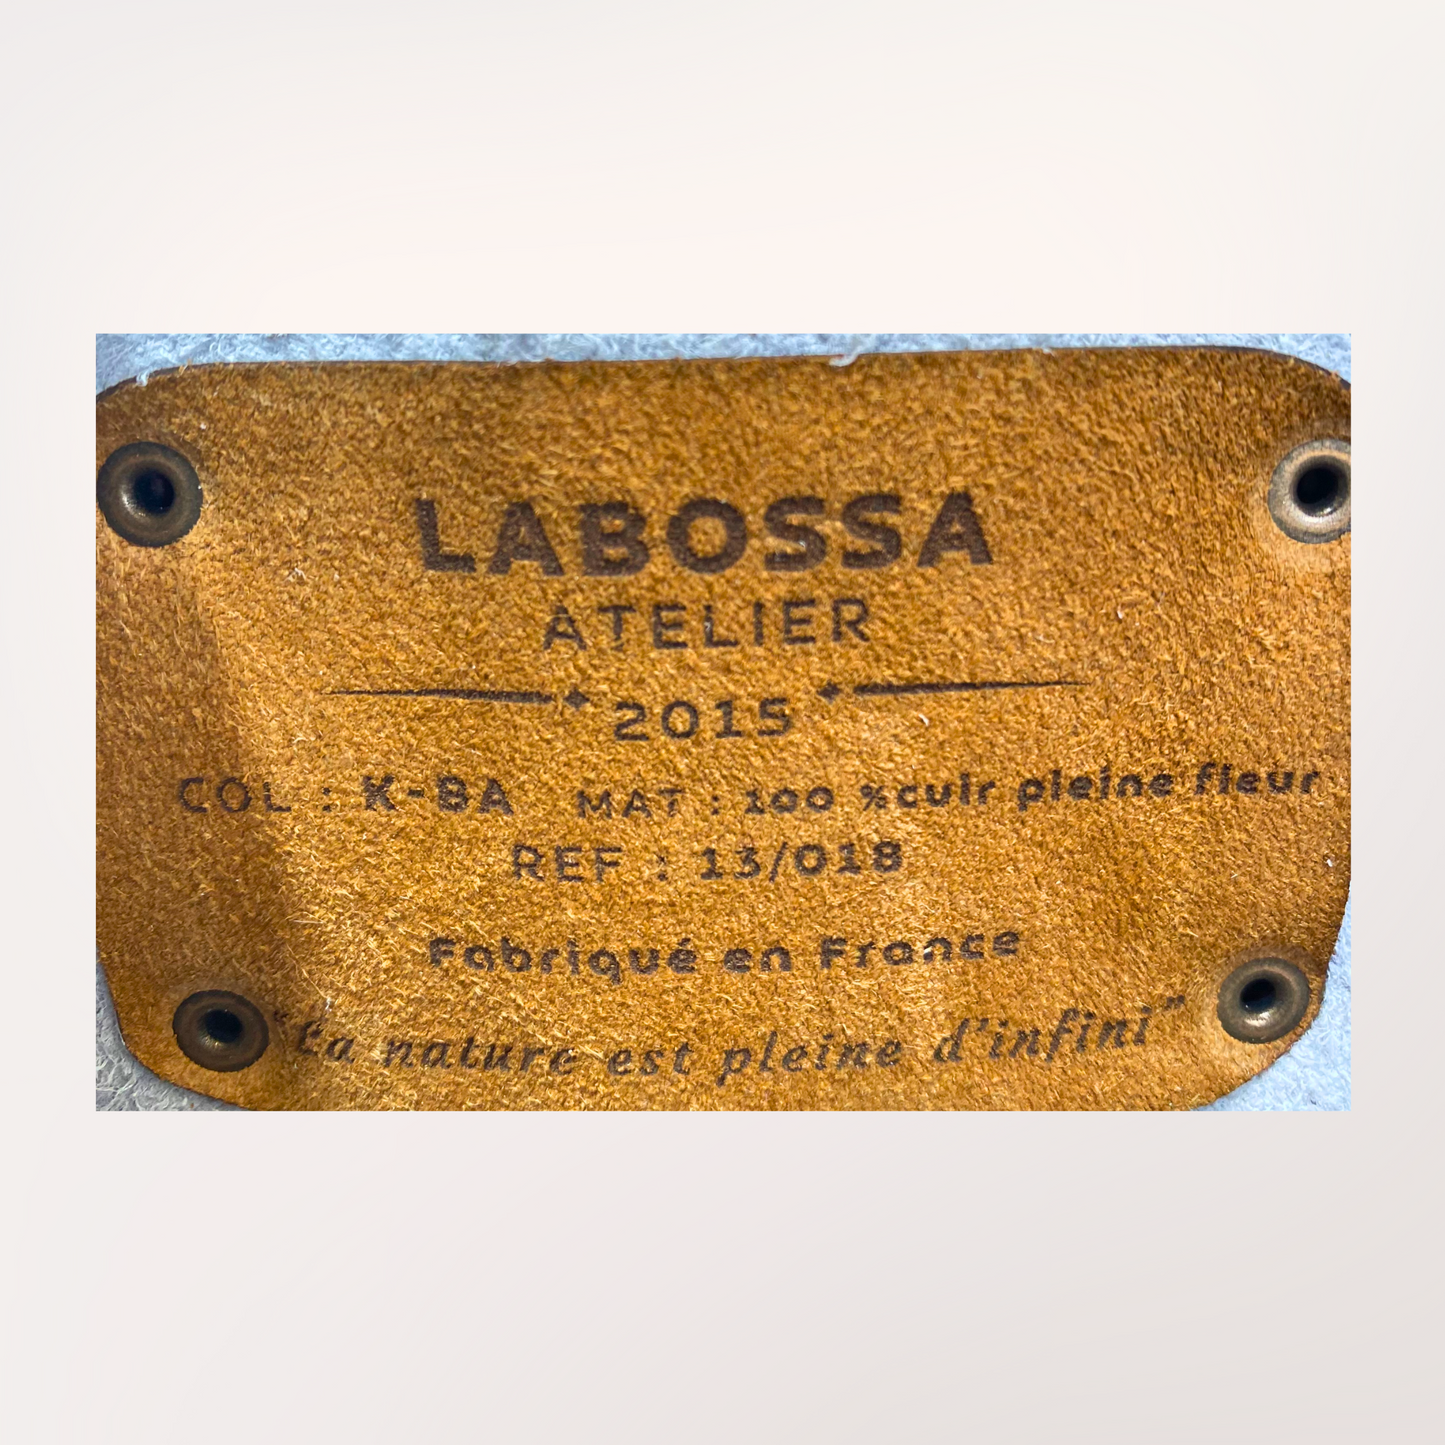 LABOSSA
ATELIER
2015
COL : K-BA MAT : 100 %cuir pleine fleur
REF : 13/018
Fabriqué en France
"La nature est pleine d'infini"